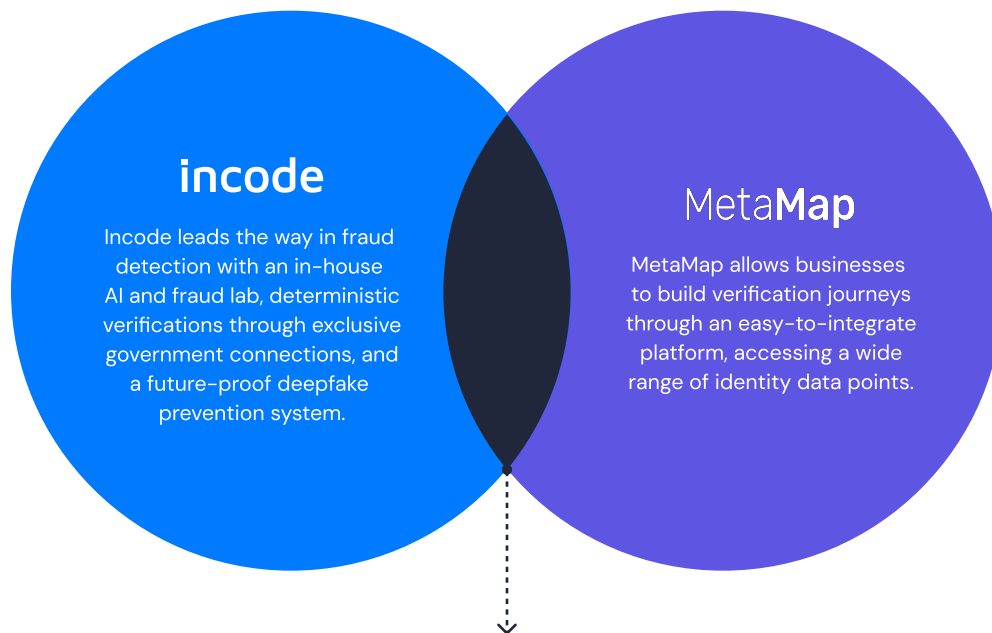 incode
Incode leads the way in fraud
detection with an in-house
AI and fraud lab, deterministic
verifications through exclusive
government connections, and
a future-proof deepfake
prevention system.
MetaMap
MetaMap allows businesses
to build verification journeys
through an easy-to-integrate
platform, accessing a wide
range of identity data points.